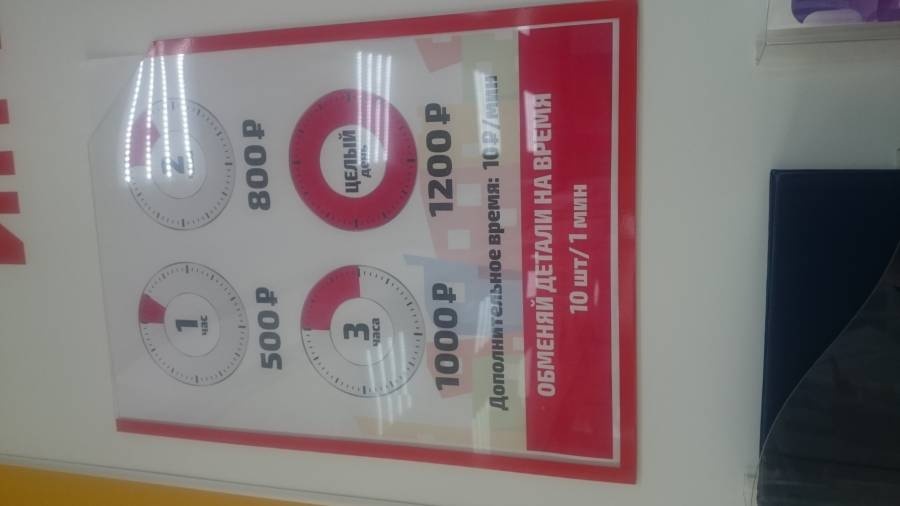 1
час
500 ₽
2
800 ₽
3
часа
1000 ₽
ЦЕЛЫЙ
день
1200 ₽
Дополнительное время: 10 ₽/мин
ОБМЕНЯЙ ДЕТАЛИ НА ВРЕМЯ
10 шт/1 мин